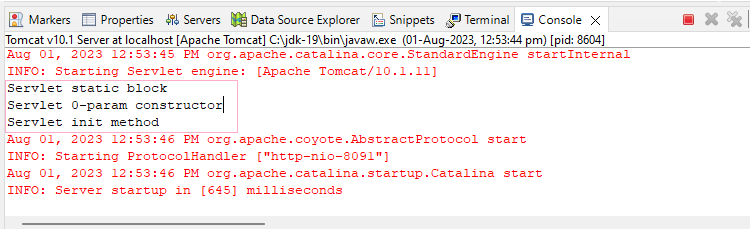 Markers Properties Servers Data Source Explorer Snippets Terminal Console
Tomcat v10.1 Server at localhost [Apache Tomcat] C:\jdk-19\bin\javaw.exe (01-Aug-2023, 12:53:44 pm) [pid: 8604]
Aug 01, 2023 12:53:45 PM org.apache.catalina.core.StandardEngine startInternal
INFO: Starting Servlet engine: [Apache Tomcat/10.1.11]
Servlet static block
Servlet 0-param constructor
Servlet init method
Aug 01, 2023 12:53:46 PM org.apache.coyote.AbstractProtocol start
INFO: Starting ProtocolHandler ["http-nio-8091"]
Aug 01, 2023 12:53:46 PM org.apache.catalina.startup.Catalina start
INFO: Server startup in [645] milliseconds